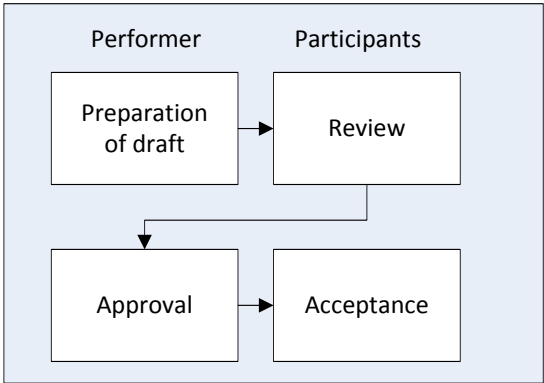 Performer
Participants
Preparation
of draft
Review
Approval
Acceptance